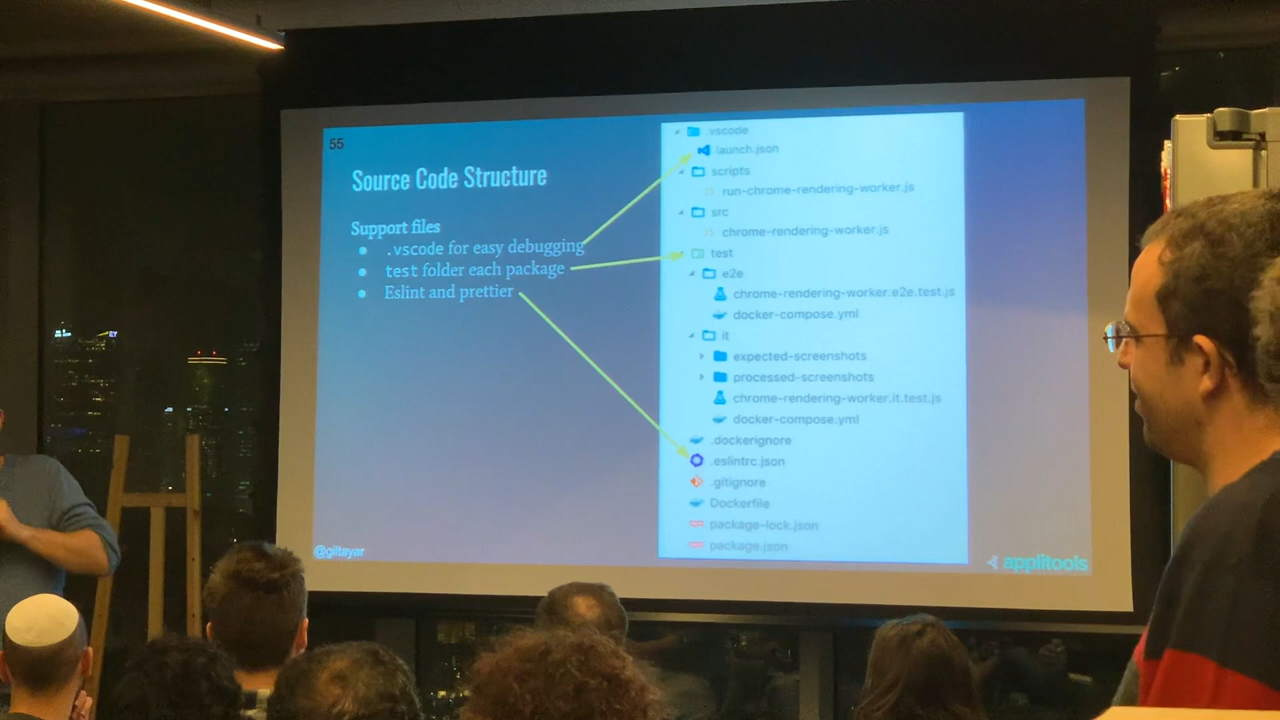 55
Source Code Structure
Support files
● .vscode for easy debugging
● test folder each package
● Eslint and prettier
.vscode
launch.json
scripts
run-chrome-rendering-worker.js
src
chrome-rendering-worker.js
test
e2e
chrome-rendering-worker.e2e.test.js
docker-compose.yml
it
expected-screenshots
processed-screenshots
chrome-rendering-worker.it.test.js
docker-compose.yml
.dockerignore
.eslintrc.json
.gitignore
Dockerfile
package-lock.json
package.json
@giltayar
applitools